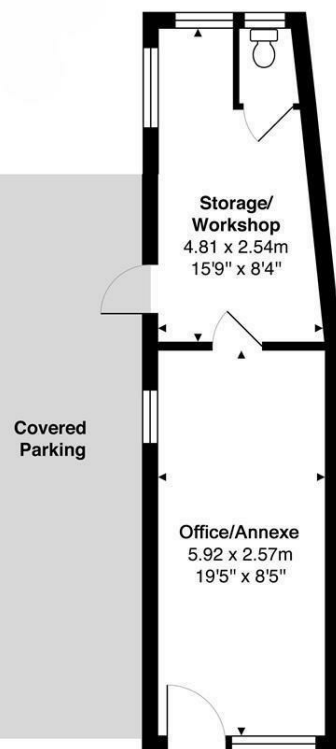 Storage/
Workshop
4.81 x 2.54m
15'9" x 8'4"
Covered
Parking
Office/Annexe
5.92 x 2.57m
19'5" x 8'5"